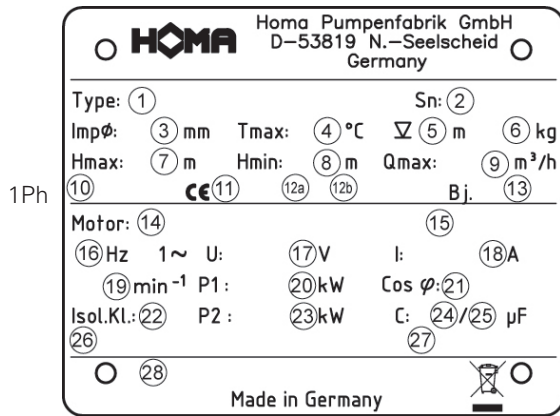 HOMA
Homa Pumpenfabrik GmbH
D-53819 N.-Seelscheid
Germany
Type: 1 Sn: 2
Impø: 3 mm Tmax: 4 °C ∇ 5 m 6 kg
Hmax: 7 m Hmin: 8 m Qmax: 9 m³/h
1Ph
10 CE 11 12a 12b Bj. 13
Motor: 14 15
16 Hz 1~ U: 17 V I: 18 A
19 min⁻¹ P1: 20 kW Cos φ: 21
Isol.Kl.: 22 P2: 23 kW C: 24/25 µF
26 27
28
Made in Germany